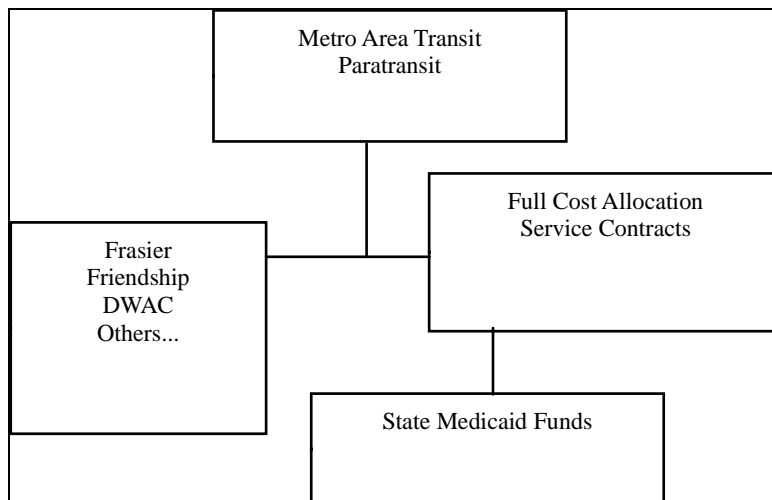 Metro Area Transit
Paratransit
Full Cost Allocation
Service Contracts
Frasier
Friendship
DWAC
Others...
State Medicaid Funds